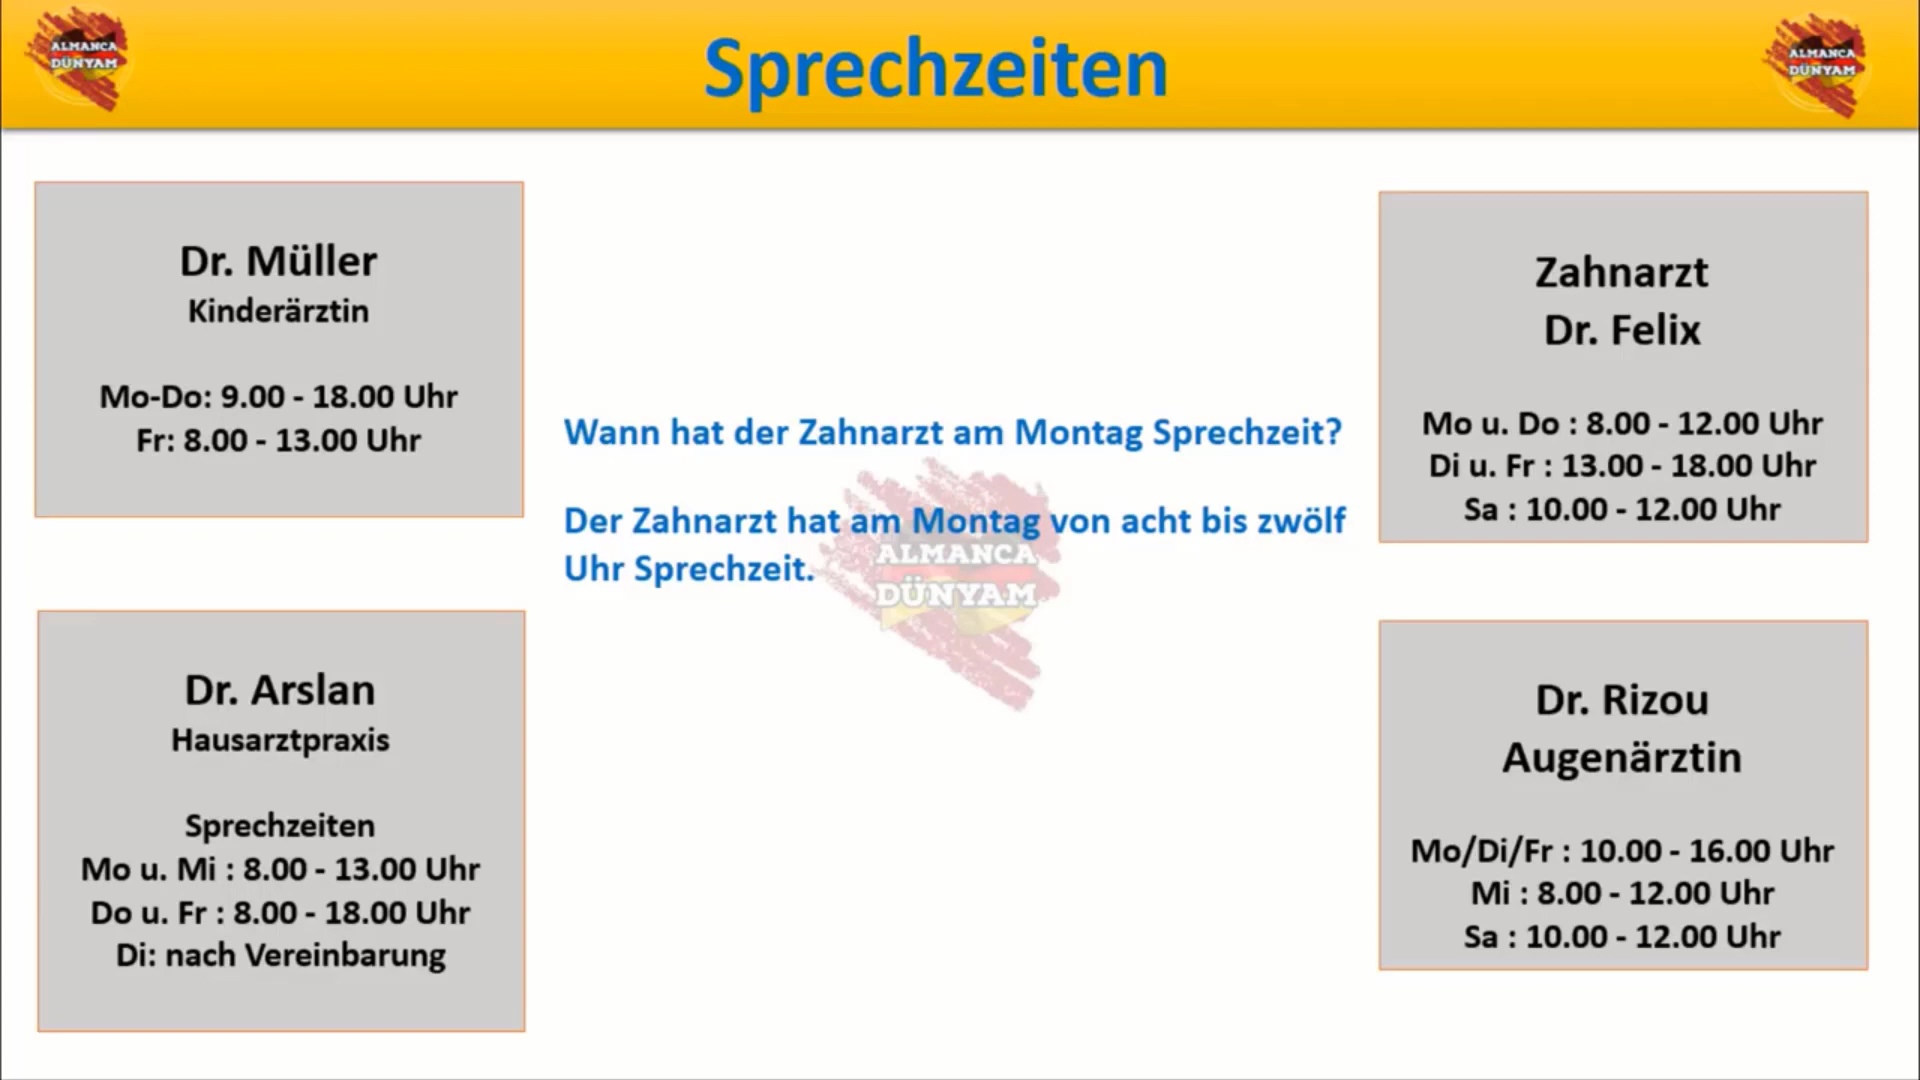 ALMANCA
DÜNYAM
Sprechzeiten
ALMANCA
DÜNYAM
Dr. Müller
Kinderärztin
Mo-Do: 9.00 - 18.00 Uhr
Fr: 8.00 - 13.00 Uhr
Dr. Arslan
Hausarztpraxis
Sprechzeiten
Mo u. Mi : 8.00 - 13.00 Uhr
Do u. Fr : 8.00 - 18.00 Uhr
Di: nach Vereinbarung
Wann hat der Zahnarzt am Montag Sprechzeit?
Der Zahnarzt hat am Montag von acht bis zwölf
Uhr Sprechzeit.
ALMANCA
DÜNYAM
Zahnarzt
Dr. Felix
Mo u. Do : 8.00 - 12.00 Uhr
Di u. Fr : 13.00 - 18.00 Uhr
Sa : 10.00 - 12.00 Uhr
Dr. Rizou
Augenärztin
Mo/Di/Fr : 10.00 - 16.00 Uhr
Mi : 8.00 - 12.00 Uhr
Sa : 10.00 - 12.00 Uhr